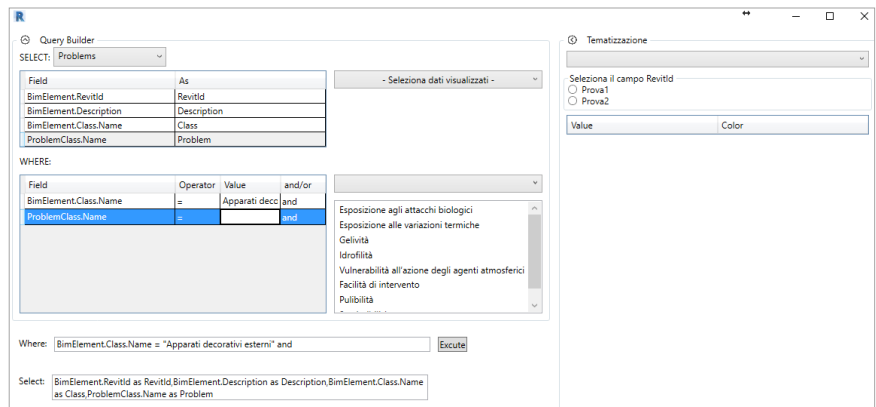 R
Query Builder
SELECT: Problems
Field As
BimElement.RevitId RevitId
BimElement.Description Description
BimElement.Class.Name Class
ProblemClass.Name Problem
- Seleziona dati visualizzati -
WHERE:
Field Operator Value and/or
BimElement.Class.Name = Apparati decc and
ProblemClass.Name = and
Esposizione agli attacchi biologici
Esposizione alle variazioni termiche
Gelività
Idrofilità
Vulnerabilità all'azione degli agenti atmosferici
Facilità di intervento
Pulibilità
Where: BimElement.Class.Name = "Apparati decorativi esterni" and
Excute
Select: BimElement.RevitId as RevitId,BimElement.Description as Description,BimElement.Class.Name
as Class,ProblemClass.Name as Problem
Tematizzazione
Seleziona il campo RevitId
Prova1
Prova2
Value Color